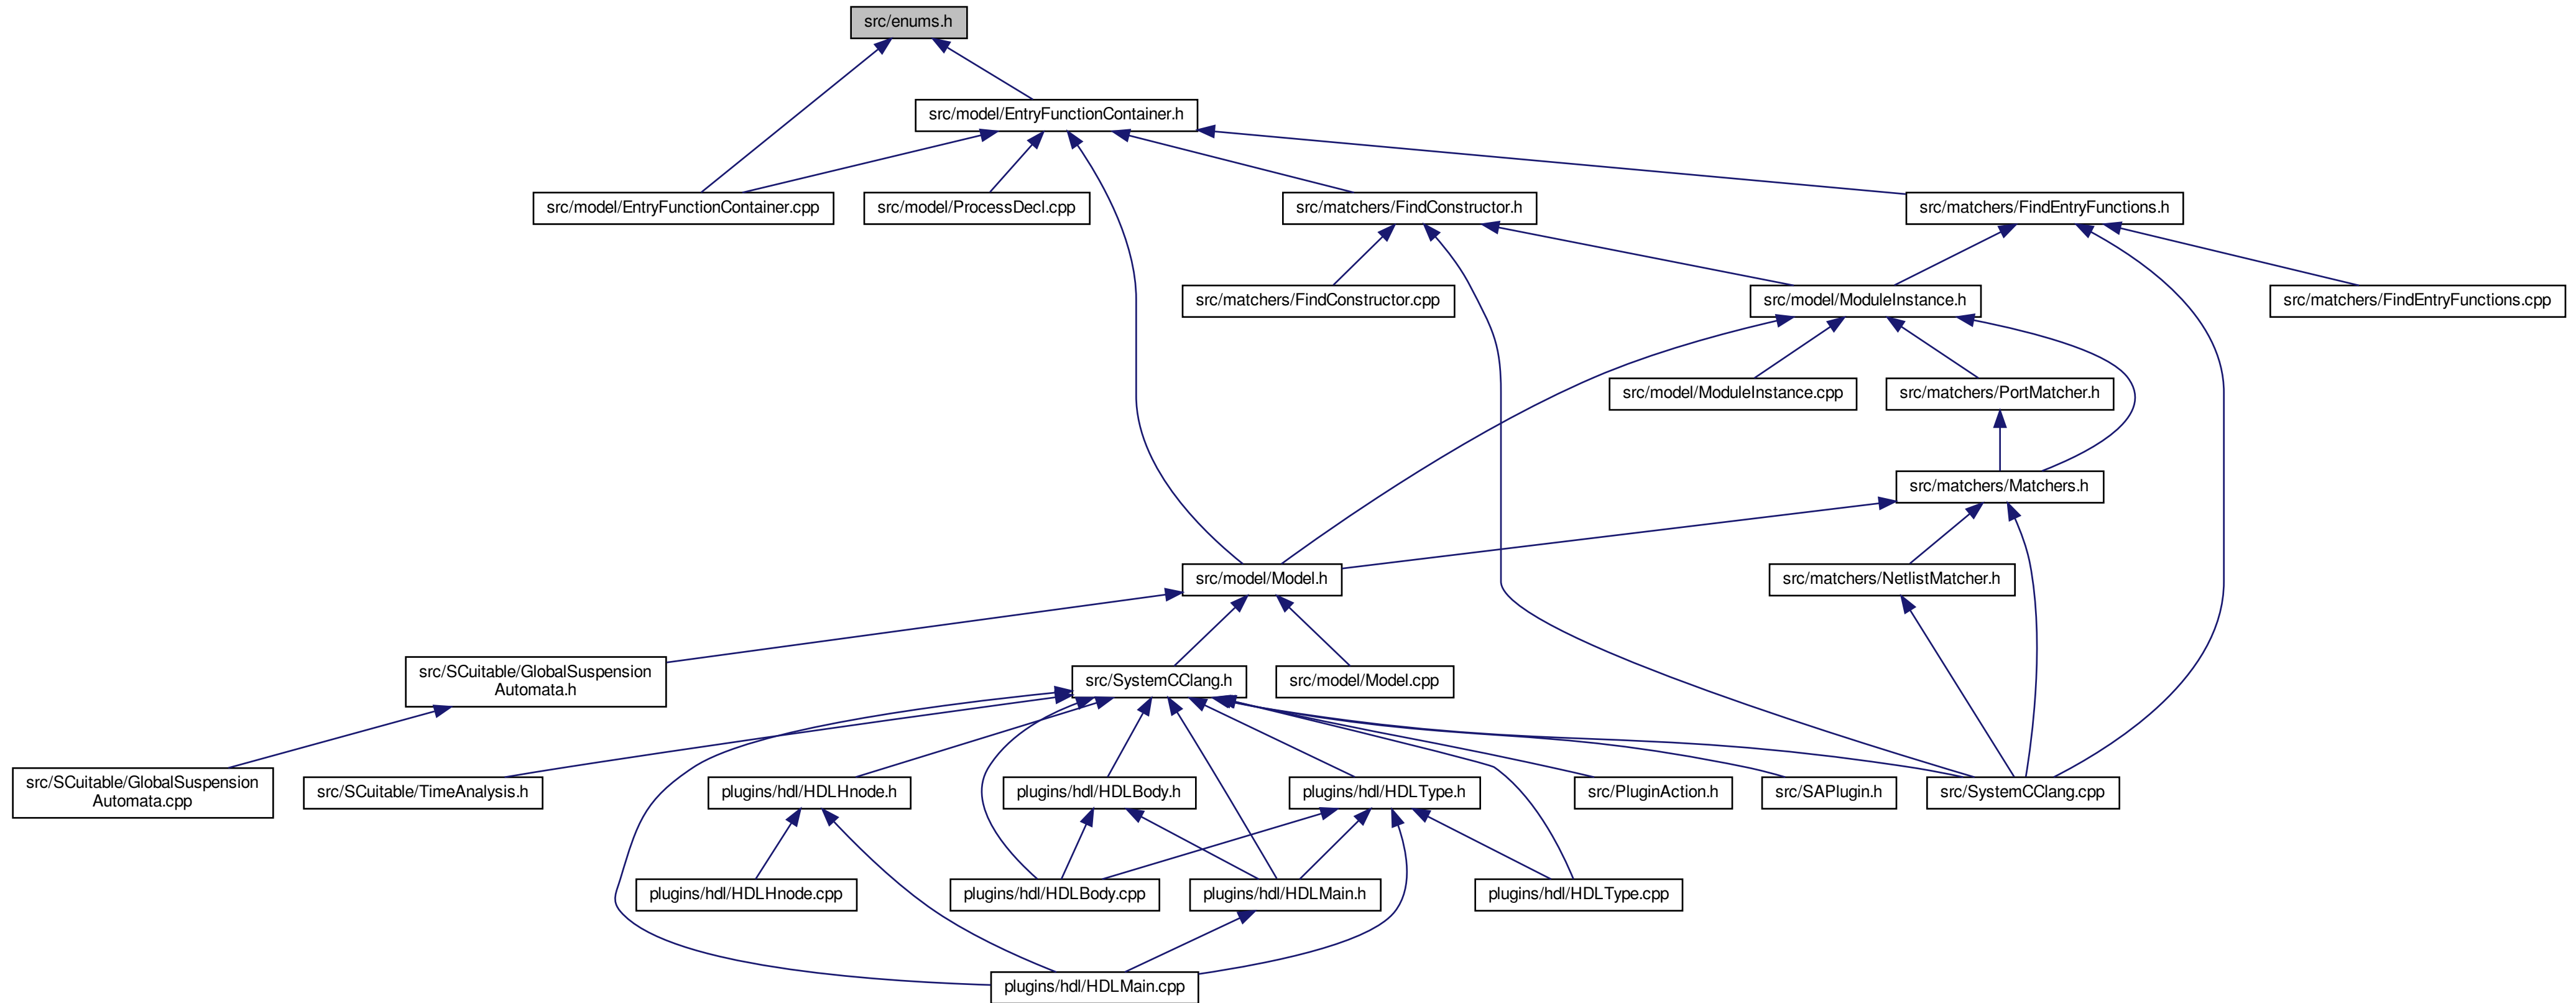 src/enums.h
src/model/EntryFunctionContainer.h
src/model/EntryFunctionContainer.cpp
src/model/ProcessDecl.cpp
src/matchers/FindConstructor.h
src/matchers/FindEntryFunctions.h
src/matchers/FindConstructor.cpp
src/model/ModuleInstance.h
src/matchers/FindEntryFunctions.cpp
src/model/ModuleInstance.cpp
src/matchers/PortMatcher.h
src/matchers/Matchers.h
src/model/Model.h
src/matchers/NetlistMatcher.h
src/SCuitable/GlobalSuspension
Automata.h
src/SystemCClang.h
src/model/Model.cpp
src/SCuitable/GlobalSuspension
Automata.cpp
src/SCuitable/TimeAnalysis.h
plugins/hdl/HDLHnode.h
plugins/hdl/HDLBody.h
plugins/hdl/HDLType.h
src/PluginAction.h
src/SAPlugin.h
src/SystemCClang.cpp
plugins/hdl/HDLHnode.cpp
plugins/hdl/HDLBody.cpp
plugins/hdl/HDLMain.h
plugins/hdl/HDLType.cpp
plugins/hdl/HDLMain.cpp